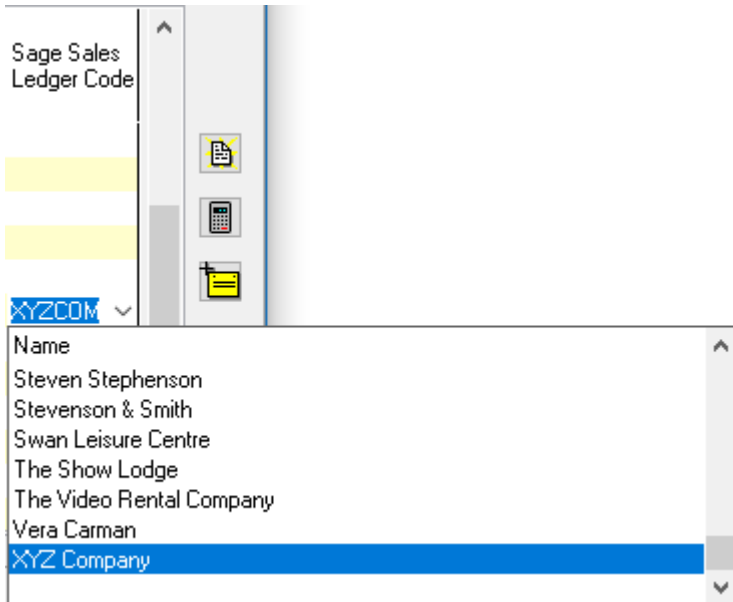 Sage Sales
Ledger Code
XYZCOM
Name
Steven Stephenson
Stevenson & Smith
Swan Leisure Centre
The Show Lodge
The Video Rental Company
Vera Carman
XYZ Company